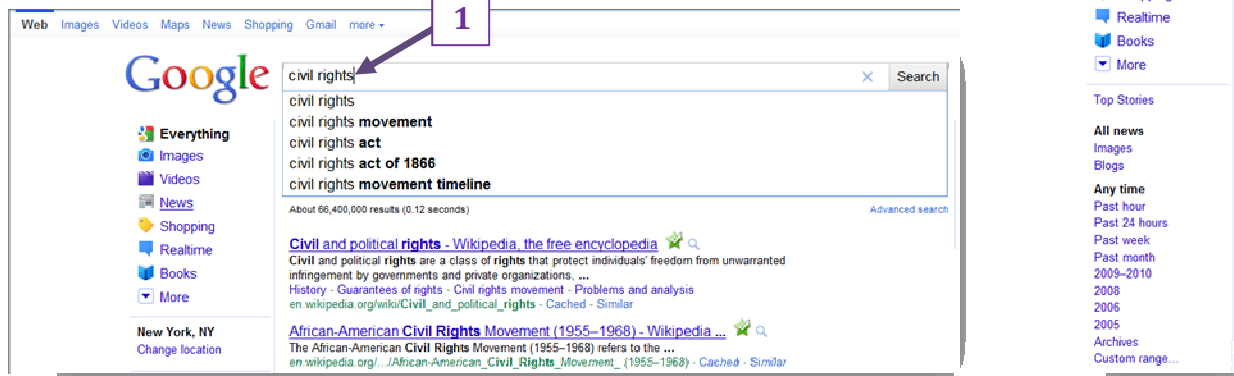 Web Images Videos Maps News Shopping Gmail more
1
Google
civil rights
Search
civil rights
civil rights movement
civil rights act
civil rights act of 1866
civil rights movement timeline
About 66,400,000 results (0.12 seconds)
Advanced search
Everything
Images
Videos
News
Shopping
Realtime
Books
More
New York, NY
Change location
Civil and political rights - Wikipedia, the free encyclopedia
Civil and political rights are a class of rights that protect individuals' freedom from unwarranted
infringement by governments and private organizations, ...
History - Guarantees of rights - Civil rights movement - Problems and analysis
en.wikipedia.org/wiki/Civil_and_political_rights - Cached - Similar
African-American Civil Rights Movement (1955–1968) - Wikipedia ...
The African-American Civil Rights Movement (1955–1968) refers to the ...
en.wikipedia.org/.../African-American_Civil_Rights_Movement_ (1955–1968) - Cached - Similar
Realtime
Books
More
Top Stories
All news
Images
Blogs
Any time
Past hour
Past 24 hours
Past week
Past month
2009–2010
2008
2006
2005
Archives
Custom range...